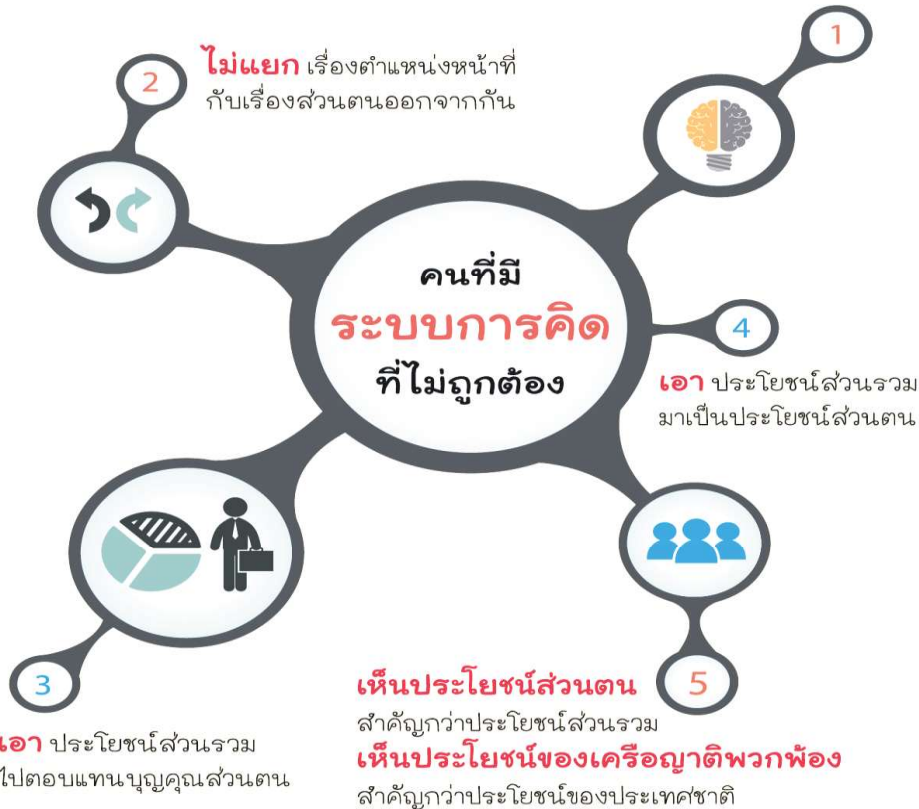 1
2
ไม่แยก เรื่องตำแหน่งหน้าที่
กับเรื่องส่วนตนออกจากกัน
คนที่มี
ระบบการคิด
ที่ไม่ถูกต้อง
4
เอา ประโยชน์ส่วนรวม
มาเป็นประโยชน์ส่วนตน
3
เอา ประโยชน์ส่วนรวม
ไปตอบแทนบุญคุณส่วนตน
5
เห็นประโยชน์ส่วนตน
สำคัญกว่าประโยชน์ส่วนรวม
เห็นประโยชน์ของเครือญาติพวกพ้อง
สำคัญกว่าประโยชน์ของประเทศชาติ